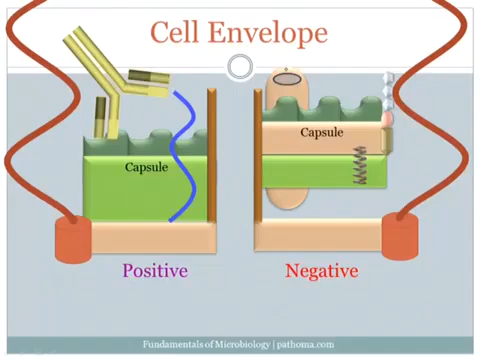 Cell Envelope
Capsule
Capsule
Positive
Negative
Fundamentals of Microbiology | pathoma.com